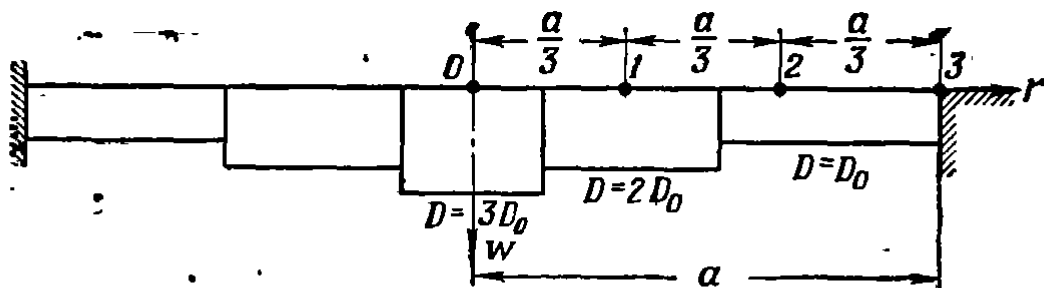 a/3 a/3 a/3
0 1 2 3 r
D = 3D₀ D = 2D₀ D = D₀
w
a